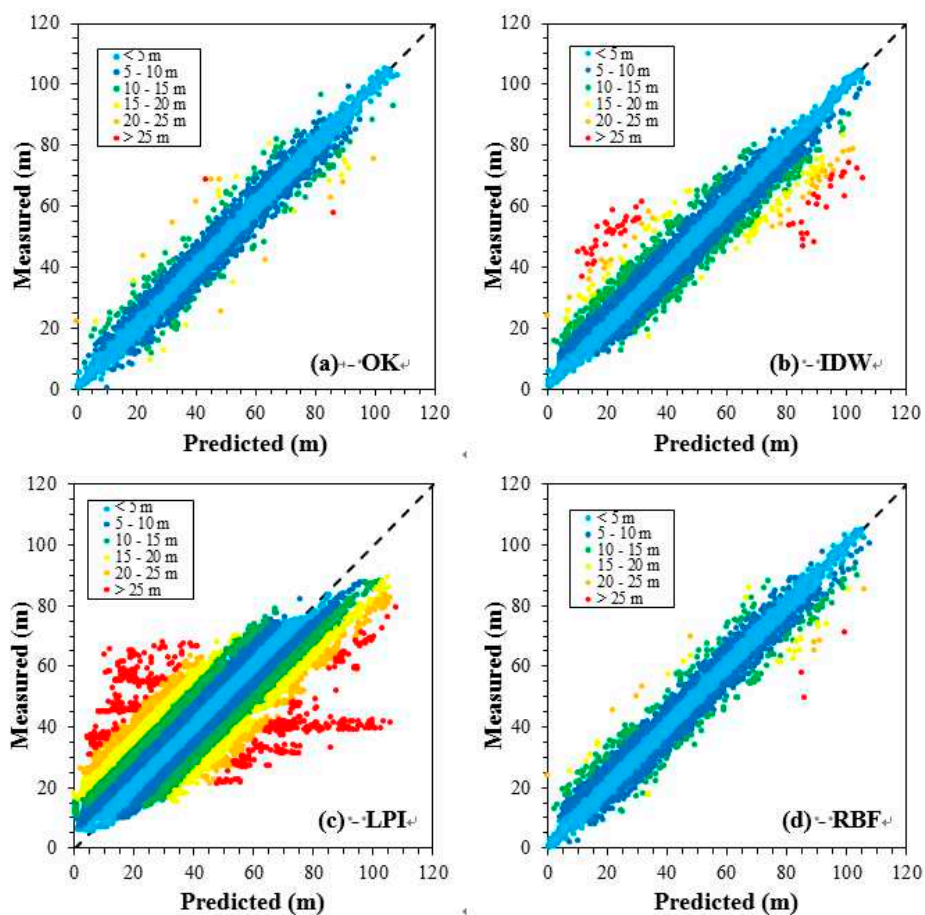 120
100
80
60
40
20
0
Measured (m)
< 5 m
5 - 10 m
10 - 15 m
15 - 20 m
20 - 25 m
> 25 m
(a) - OK
0 20 40 60 80 100 120
Predicted (m)
120
100
80
60
40
20
0
Measured (m)
< 5 m
5 - 10 m
10 - 15 m
15 - 20 m
20 - 25 m
> 25 m
(b) - IDW
0 20 40 60 80 100 120
Predicted (m)
120
100
80
60
40
20
0
Measured (m)
< 5 m
5 - 10 m
10 - 15 m
15 - 20 m
20 - 25 m
> 25 m
(c) - LPI
0 20 40 60 80 100 120
Predicted (m)
120
100
80
60
40
20
0
Measured (m)
< 5 m
5 - 10 m
10 - 15 m
15 - 20 m
20 - 25 m
> 25 m
(d) - RBF
0 20 40 60 80 100 120
Predicted (m)